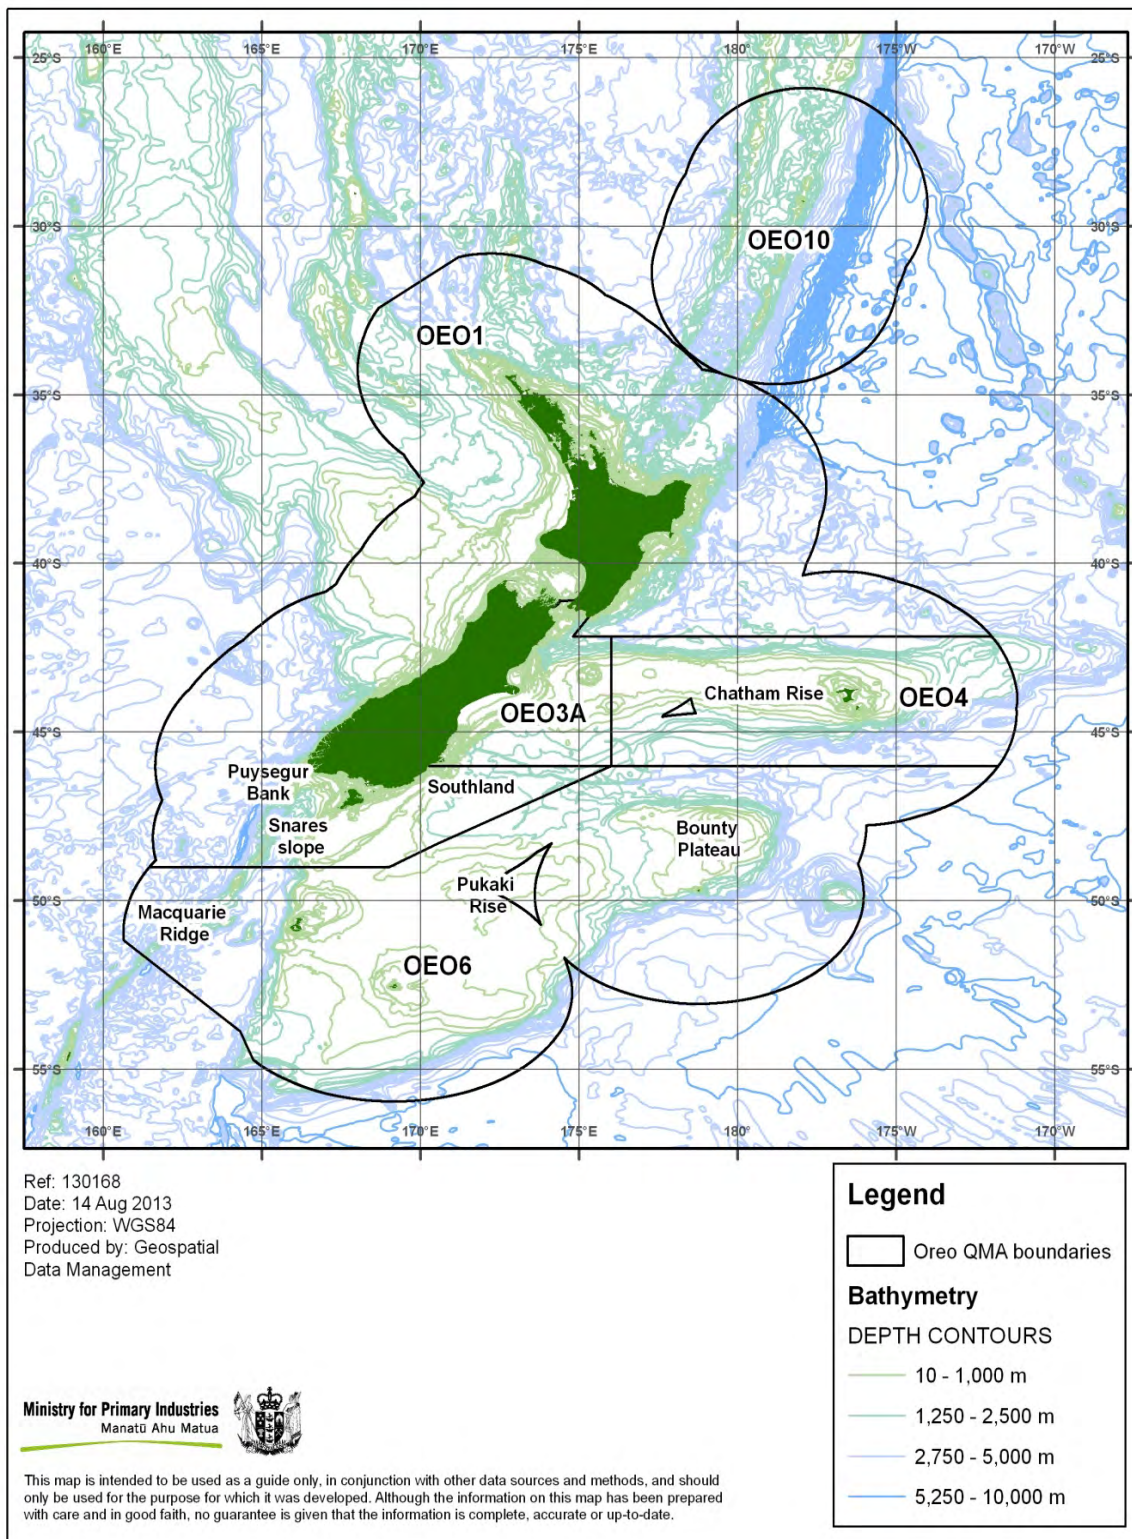 160°E 165°E 170°E 175°E 180° 175°W 170°W
25°S 25°S
30°S 30°S
OEO10
OEO1
35°S 35°S
40°S 40°S
Chatham Rise
OEO4
OEO3A
45°S 45°S
Puysegur
Bank
Southland
Snares
slope
Bounty
Plateau
Pukaki
Rise
50°S 50°S
Macquarie
Ridge
OEO6
55°S 55°S
160°E 165°E 170°E 175°E 180° 175°W 170°W
Ref: 130168
Date: 14 Aug 2013
Projection: WGS84
Produced by: Geospatial
Data Management
Legend
Oreo QMA boundaries
Bathymetry
DEPTH CONTOURS
10 - 1,000 m
1,250 - 2,500 m
2,750 - 5,000 m
5,250 - 10,000 m
Ministry for Primary Industries
Manatū Ahu Matua
This map is intended to be used as a guide only, in conjunction with other data sources and methods, and should
only be used for the purpose for which it was developed. Although the information on this map has been prepared
with care and in good faith, no guarantee is given that the information is complete, accurate or up-to-date.